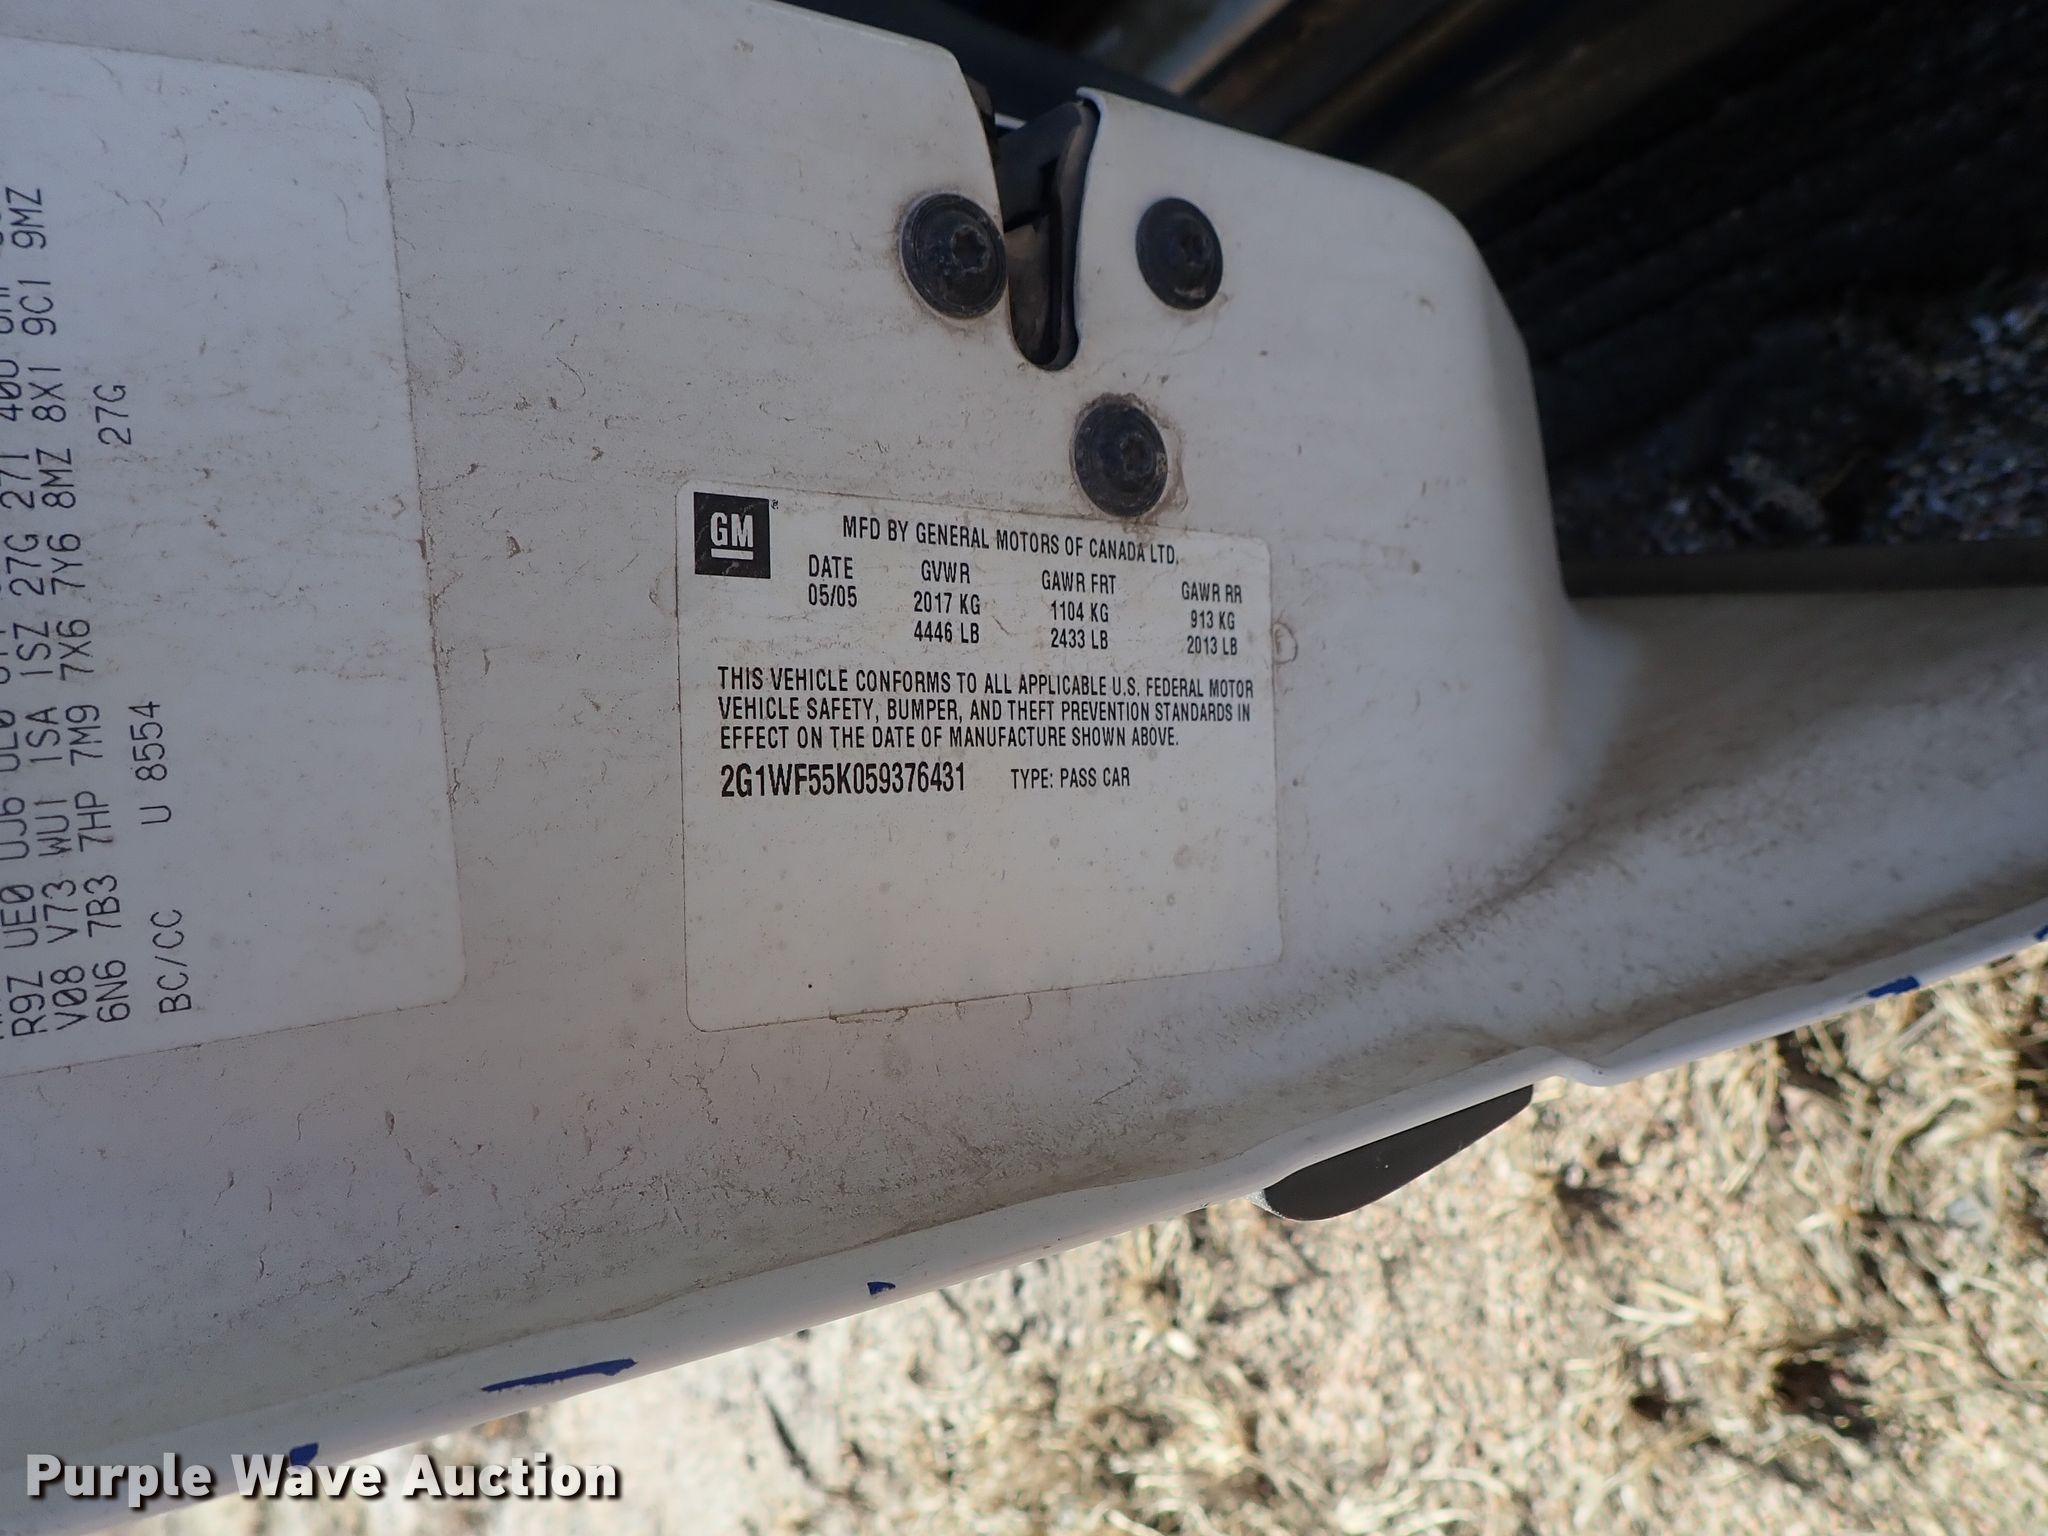 R9Z UE0
V08 V73 WU1 1SA 1SZ 27G 27I 40U
6N6 7B3 7HP 7M9 7X6 7Y6 8MZ 8X1 9C1 9MZ
BC/CC U 8554 27G
GM
MFD BY GENERAL MOTORS OF CANADA LTD.
DATE GVWR GAWR FRT GAWR RR
05/05 2017 KG 1104 KG 913 KG
4446 LB 2433 LB 2013 LB
THIS VEHICLE CONFORMS TO ALL APPLICABLE U.S. FEDERAL MOTOR
VEHICLE SAFETY, BUMPER, AND THEFT PREVENTION STANDARDS IN
EFFECT ON THE DATE OF MANUFACTURE SHOWN ABOVE.
2G1WF55K059376431 TYPE: PASS CAR
Purple Wave Auction